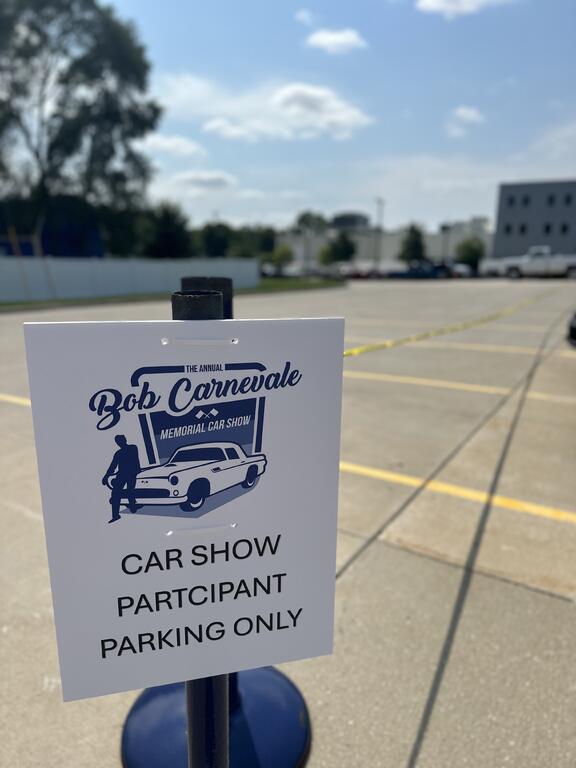 THE ANNUAL
Bob Carnevale
MEMORIAL CAR SHOW
CAR SHOW
PARTCIPANT
PARKING ONLY